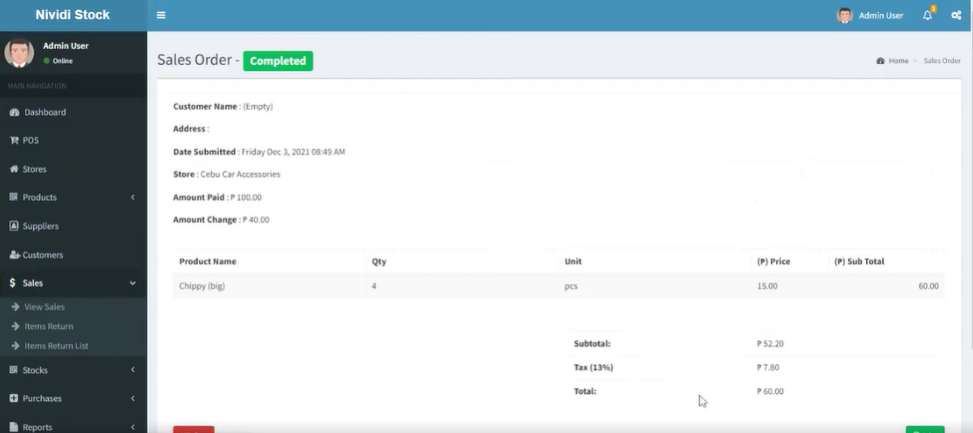 Nividi Stock
Admin User
1
Admin User
Online
MAIN NAVIGATION
Dashboard
POS
Stores
Products
Suppliers
Customers
Sales
View Sales
Items Return
Items Return List
Stocks
Purchases
Reports
Sales Order - Completed
Home > Sales Order
Customer Name : (Empty)
Address :
Date Submitted : Friday Dec 3, 2021 08:49 AM
Store : Cebu Car Accessories
Amount Paid : ₱ 100.00
Amount Change : ₱ 40.00
Product Name Qty Unit (₱) Price (₱) Sub Total
Chippy (big) 4 pcs 15.00 60.00
Subtotal: ₱ 52.20
Tax (13%) ₱ 7.80
Total: ₱ 60.00